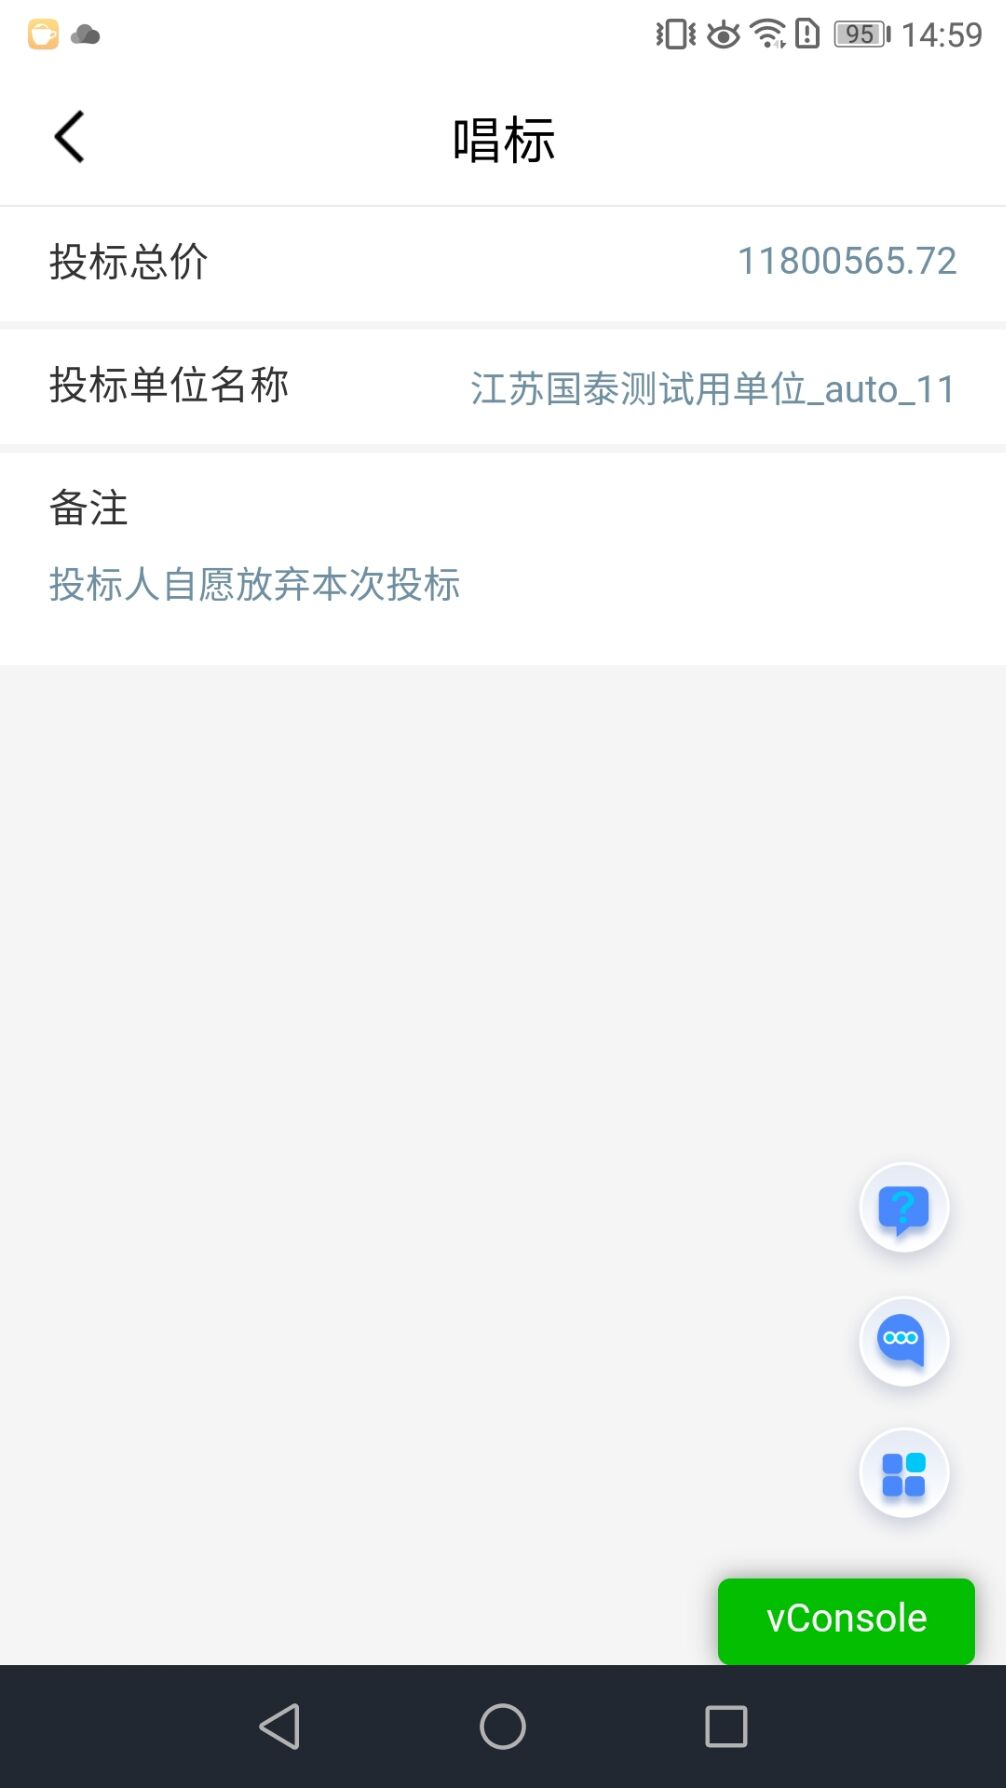 95 14:59
唱标
投标总价 11800565.72
投标单位名称 江苏国泰测试用单位_auto_11
备注
投标人自愿放弃本次投标
?
vConsole